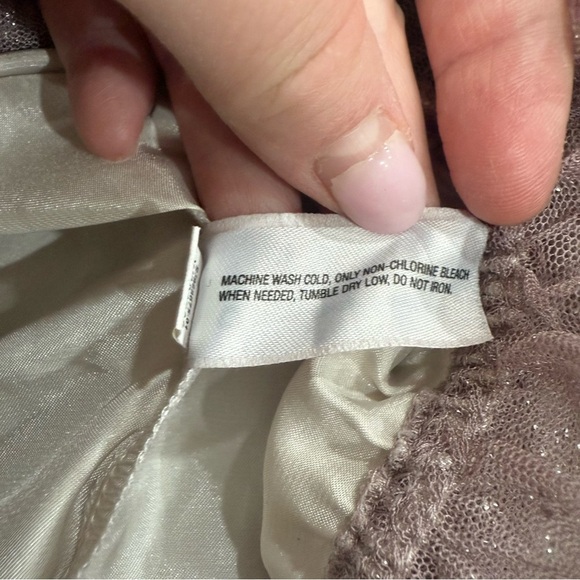 MACHINE WASH COLD, ONLY NON-CHLORINE BLEACH
WHEN NEEDED, TUMBLE DRY LOW, DO NOT IRON.